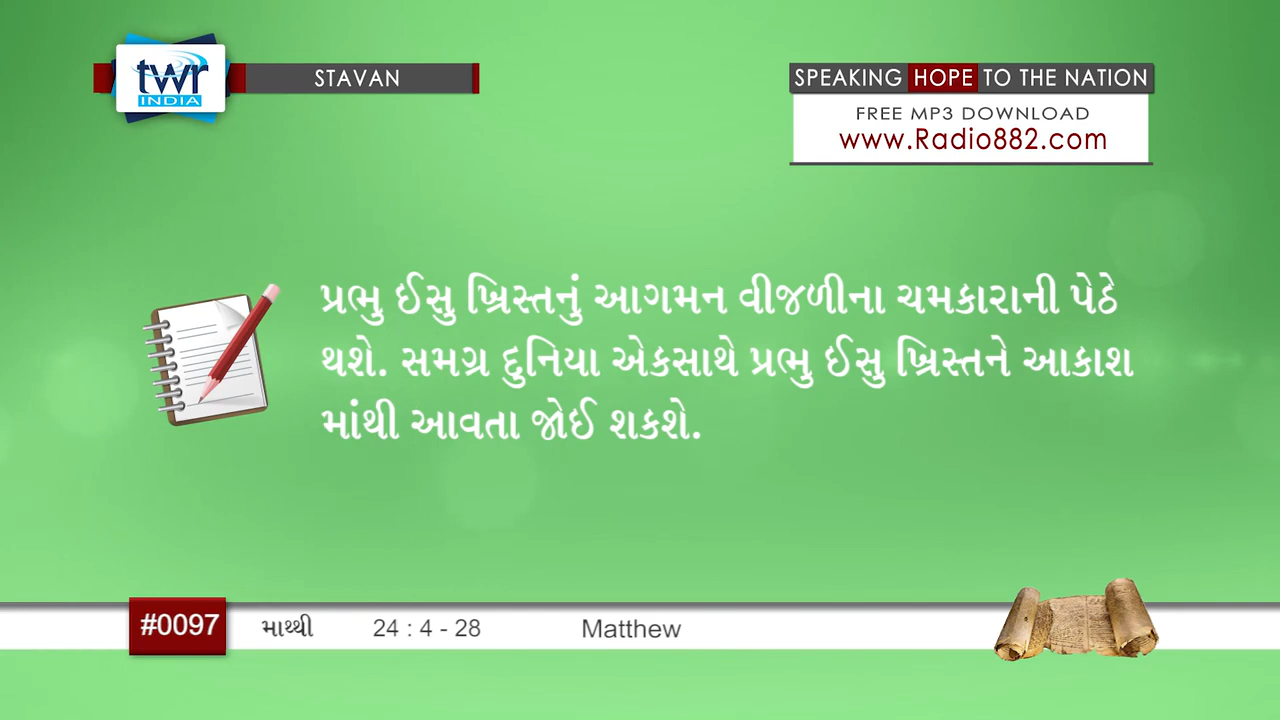 twr
INDIA
STAVAN
SPEAKING HOPE TO THE NATION
FREE MP3 DOWNLOAD
www.Radio882.com
પ્રભુ ઈસુ ખ્રિસ્તનું આગમન વીજળીના ચમકારાની પેઠે
થશે. સમગ્ર દુનિયા એકસાથે પ્રભુ ઈસુ ખ્રિસ્તને આકાશ
માંથી આવતા જોઈ શકશે.
#0097 માથ્થી 24 : 4 - 28 Matthew